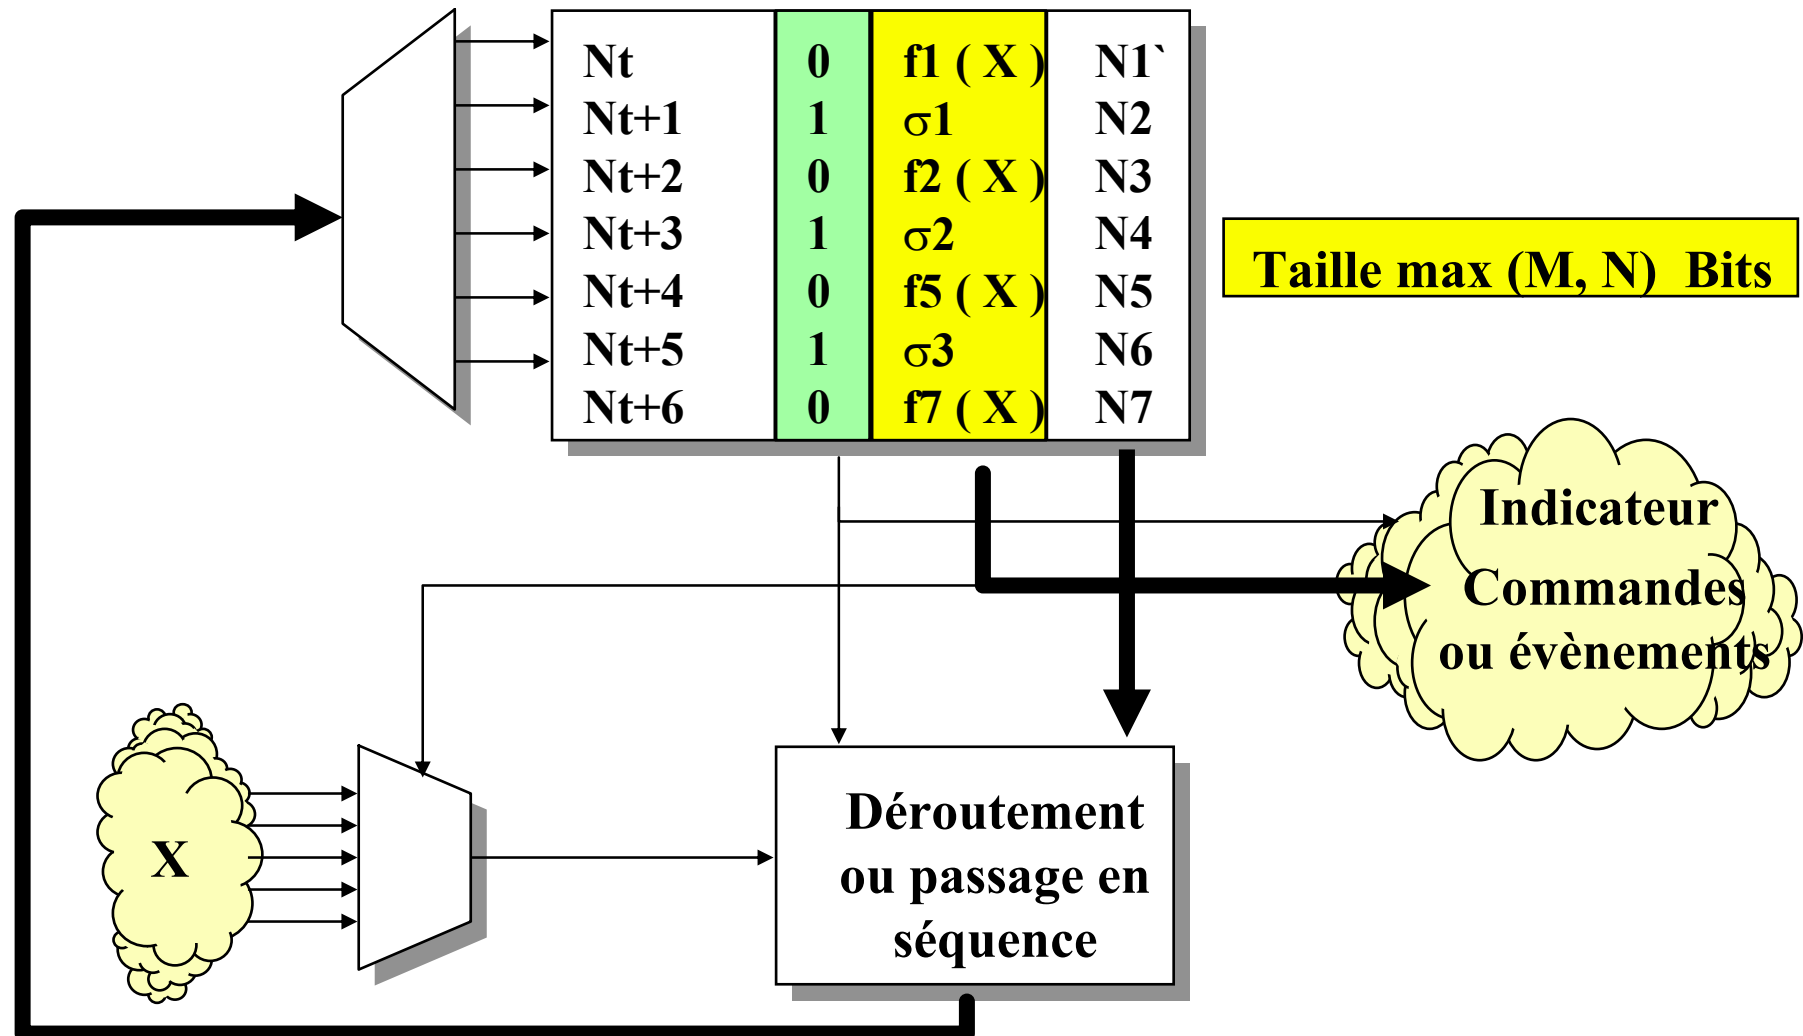 Nt 0 f1 ( X ) N1`
Nt+1 1 σ1 N2
Nt+2 0 f2 ( X ) N3
Nt+3 1 σ2 N4
Nt+4 0 f5 ( X ) N5
Nt+5 1 σ3 N6
Nt+6 0 f7 ( X ) N7
Taille max (M, N) Bits
Indicateur
Commandes
ou évènements
X
Déroutement
ou passage en
séquence